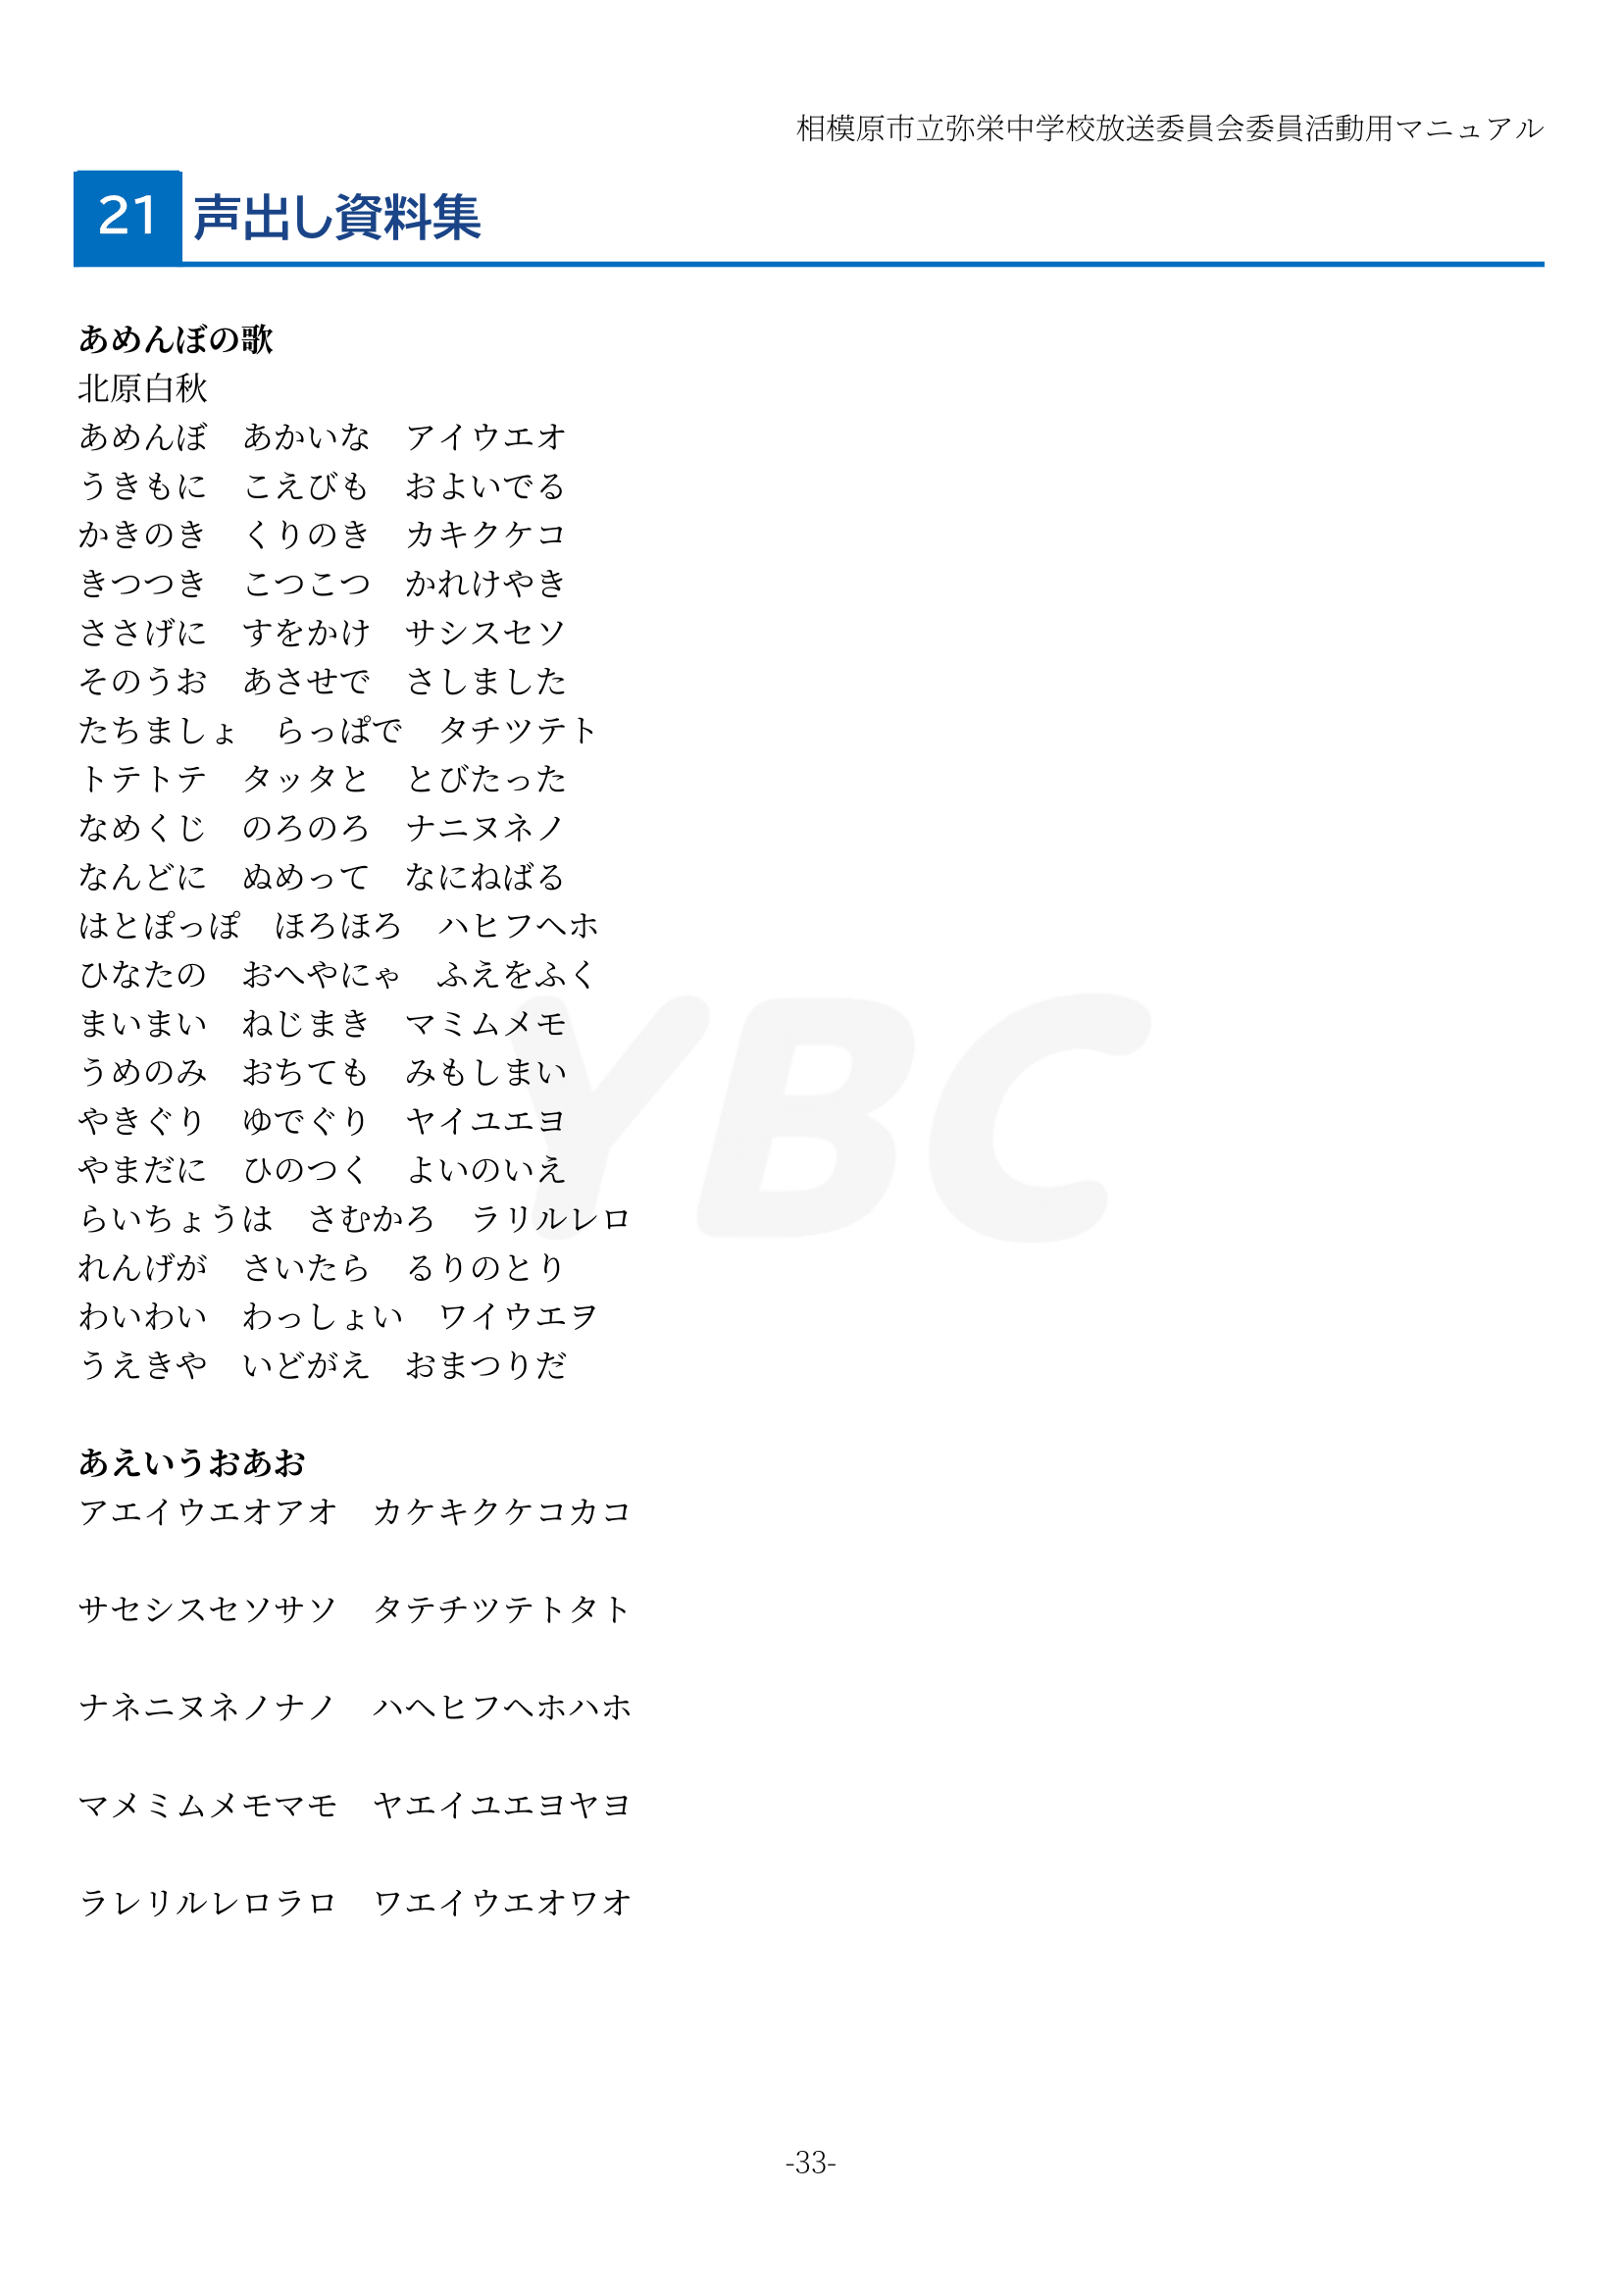 相模原市立弥栄中学校放送委員会委員活動用マニュアル
21 声出し資料集
あめんぼの歌
北原白秋
あめんぼ　あかいな　アイウエオ
うきもに　こえびも　およいでる
かきのき　くりのき　カキクケコ
きつつき　こつこつ　かれけやき
ささげに　すをかけ　サシスセソ
そのうお　あさせで　さしました
たちましょ　らっぱで　タチツテト
トテトテ　タッタと　とびたった
なめくじ　のろのろ　ナニヌネノ
なんどに　ぬめって　なにねばる
はとぽっぽ　ほろほろ　ハヒフヘホ
ひなたの　おへやにゃ　ふえをふく
まいまい　ねじまき　マミムメモ
うめのみ　おちても　みもしまい
やきぐり　ゆでぐり　ヤイユエヨ
やまだに　ひのつく　よいのいえ
らいちょうは　さむかろ　ラリルレロ
れんげが　さいたら　るりのとり
わいわい　わっしょい　ワイウエヲ
うえきや　いどがえ　おまつりだ
あえいうおあお
アエイウエオアオ　カケキクケコカコ
サセシスセソサソ　タテチツテトタト
ナネニヌネノナノ　ハヘヒフヘホハホ
マメミムメモマモ　ヤエイユエヨヤヨ
ラレリルレロラロ　ワエイウエオワオ
YBC
-33-